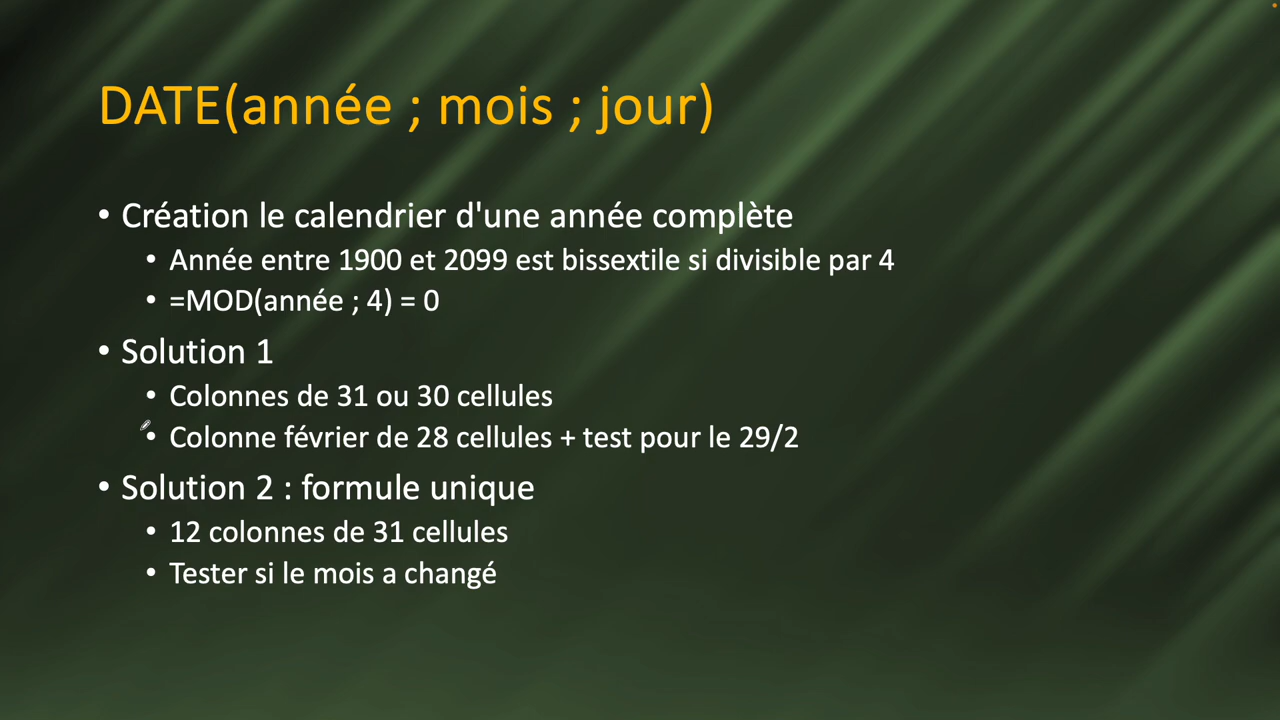 DATE(année ; mois ; jour)
• Création le calendrier d'une année complète
• Année entre 1900 et 2099 est bissextile si divisible par 4
• =MOD(année ; 4) = 0
• Solution 1
• Colonnes de 31 ou 30 cellules
• Colonne février de 28 cellules + test pour le 29/2
• Solution 2 : formule unique
• 12 colonnes de 31 cellules
• Tester si le mois a changé